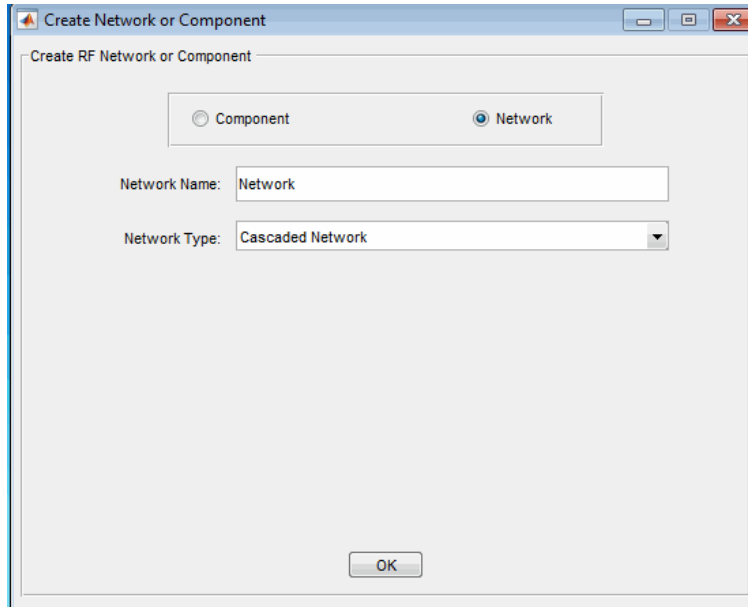 Create Network or Component
Create RF Network or Component
Component
Network
Network Name: Network
Network Type: Cascaded Network
OK